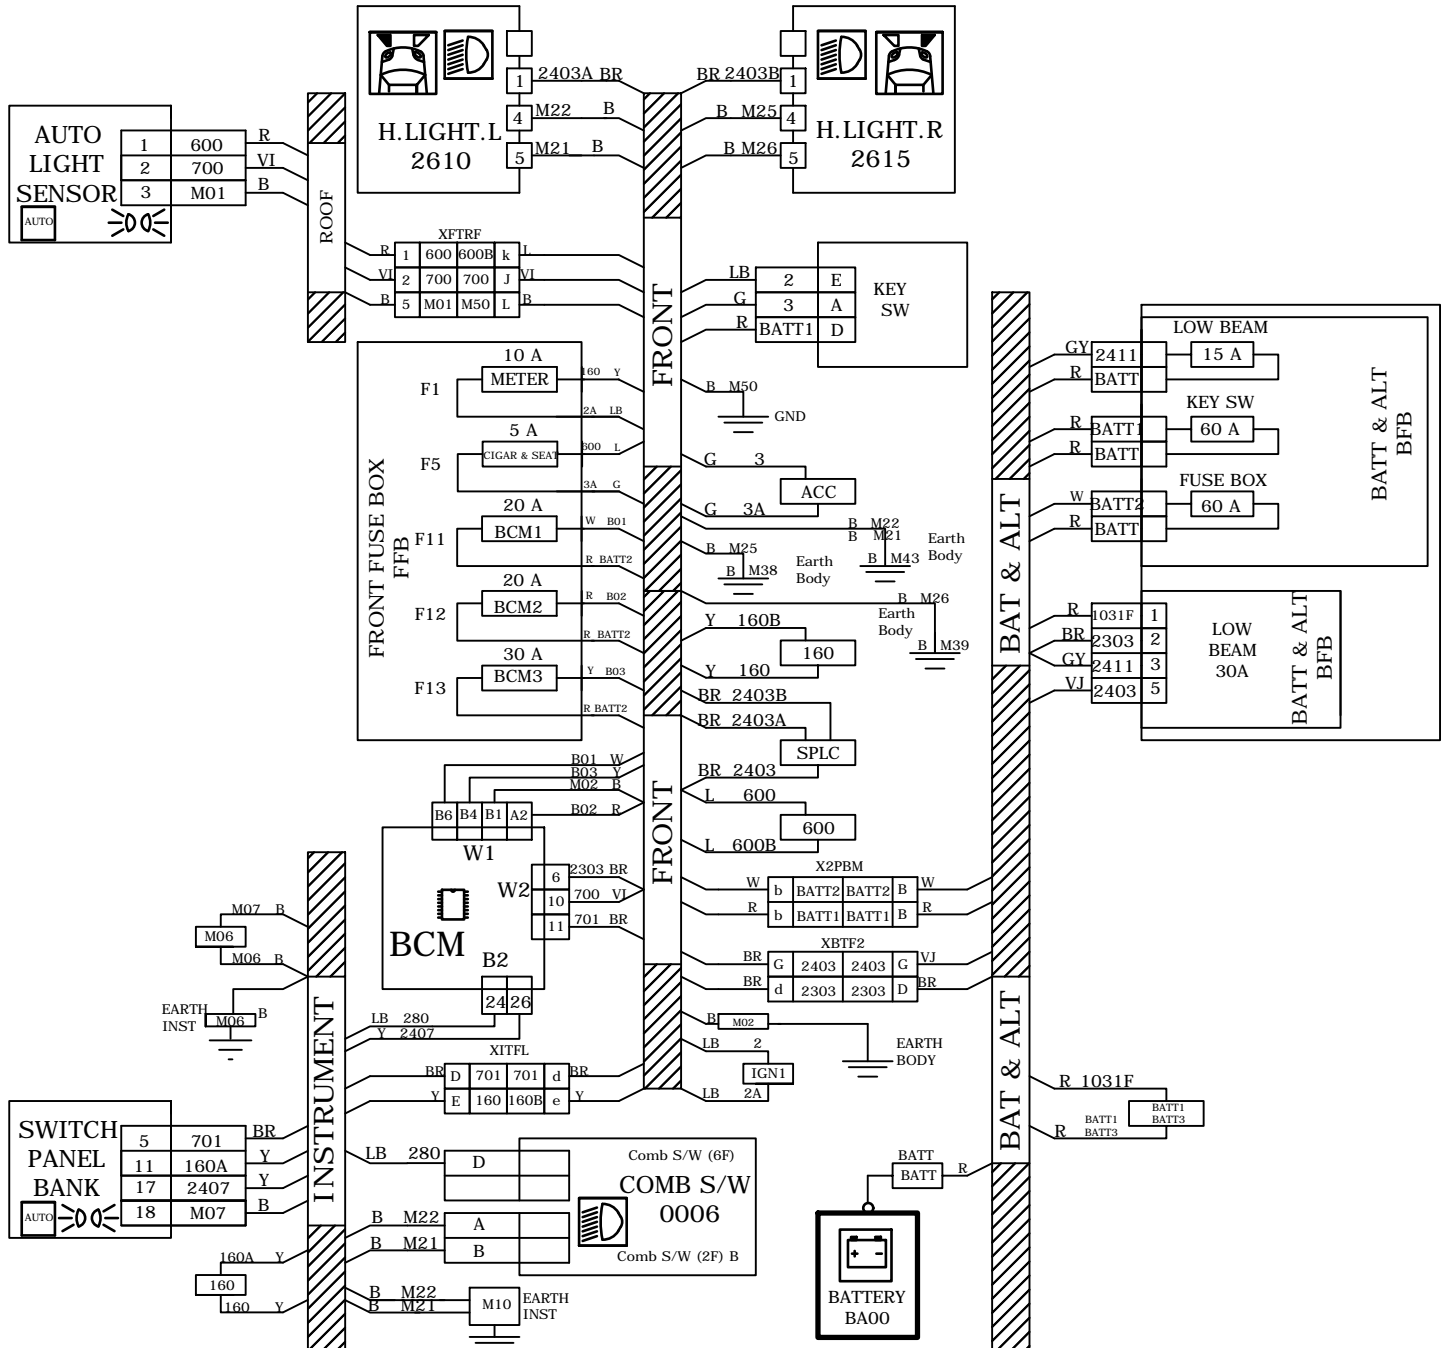 AUTO
LIGHT
SENSOR
AUTO
1 600 R
2 700 VI
3 M01 B
ROOF
H.LIGHT.L
2610
1 2403A BR
4 M22 B
5 M21 B
H.LIGHT.R
2615
BR 2403B 1
B M25 4
B M26 5
XFTRF
R 1 600 600B k L
VI 2 700 700 J VI
B 5 M01 M50 L B
FRONT
LB 2 E
G 3 A
R BATT1 D
KEY
SW
B M50
GND
FRONT FUSE BOX
FFB
10 A
F1 METER 160 Y
2A LB
5 A
F5 CIGAR & SEAT 600 L
3A G
20 A
F11 BCM1 W B01
R BATT2
20 A
F12 BCM2 R B02
R BATT2
30 A
F13 BCM3 Y B03
R BATT2
G 3
ACC
G 3A
B M22
B M21
B M43
Earth
Body
B M25
B M38
Earth
Body
B M26
Earth
Body
B M39
Y 160B
160
Y 160
BR 2403B
BR 2403A
SPLC
BR 2403
L 600
600
L 600B
FRONT
BAT & ALT
LOW BEAM
GY 2411 15 A
R BATT
KEY SW
R BATT1 60 A
R BATT
FUSE BOX
W BATT2 60 A
R BATT
BATT & ALT
BFB
R 1031F 1
BR 2303 2
GY 2411 3
VJ 2403 5
LOW
BEAM
30A
BATT & ALT
BFB
B01 W
B03 Y
M02 B
B02 R
B6 B4 B1 A2
W1
W2
6 2303 BR
10 700 VI
11 701 BR
BCM
B2
24 26
LB 280
Y 2407
X2PBM
W b BATT2 BATT2 B W
R b BATT1 BATT1 B R
XBTF2
BR G 2403 2403 G VJ
BR d 2303 2303 D BR
B M02
EARTH
BODY
LB 2
IGN1
LB 2A
XITFL
BR D 701 701 d BR
Y E 160 160B e Y
M07 B
M06
M06 B
EARTH
INST
M06 B
INSTRUMENT
SWITCH
PANEL
BANK
AUTO
5 701 BR
11 160A Y
17 2407 Y
18 M07 B
160A Y
160
160 Y
LB 280 D
Comb S/W (6F)
COMB S/W
0006
Comb S/W (2F) B
B M22 A
B M21 B
B M22
B M21
M10
EARTH
INST
BAT & ALT
R 1031F
BATT1
BATT3
BATT1
BATT3
R
BATT
BATT R
+ -
BATTERY
BA00